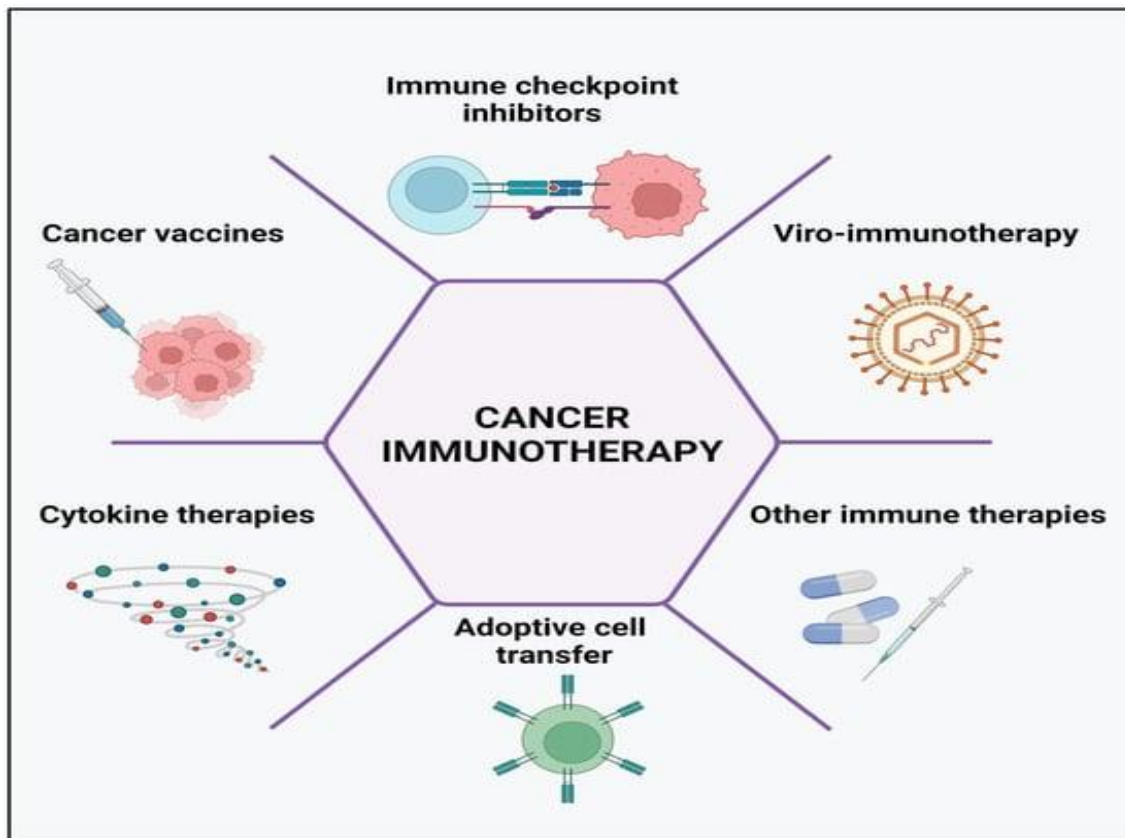 Immune checkpoint
inhibitors
Cancer vaccines
Viro-immunotherapy
CANCER
IMMUNOTHERAPY
Cytokine therapies
Other immune therapies
Adoptive cell
transfer